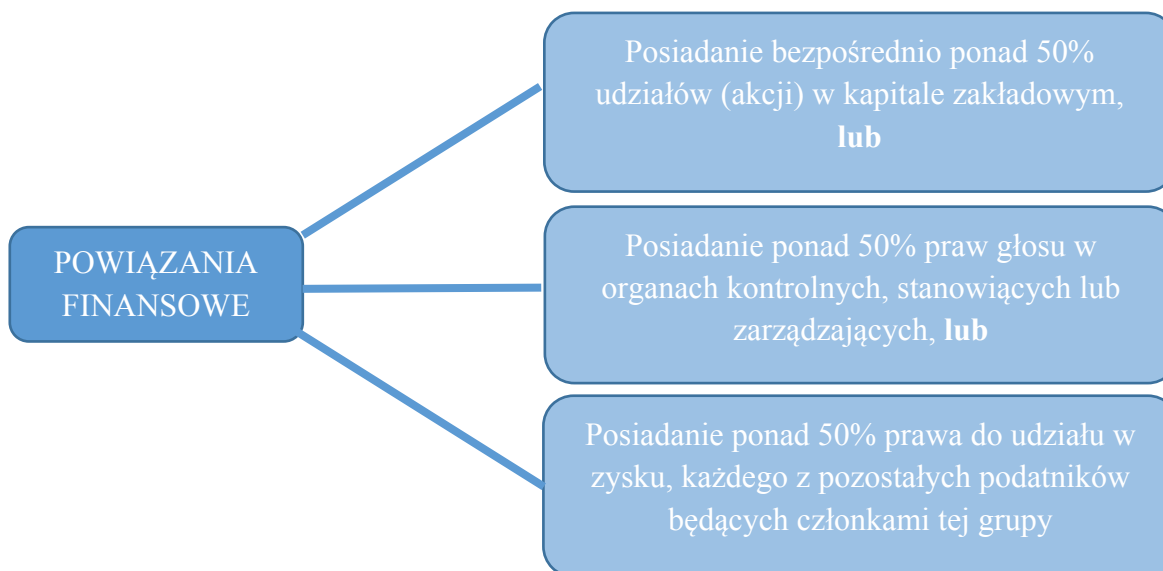 Posiadanie bezpośrednio ponad 50%
udziałów (akcji) w kapitale zakładowym,
lub
POWIĄZANIA
FINANSOWE
Posiadanie ponad 50% praw głosu w
organach kontrolnych, stanowiących lub
zarządzających, lub
Posiadanie ponad 50% prawa do udziału w
zysku, każdego z pozostałych podatników
będących członkami tej grupy